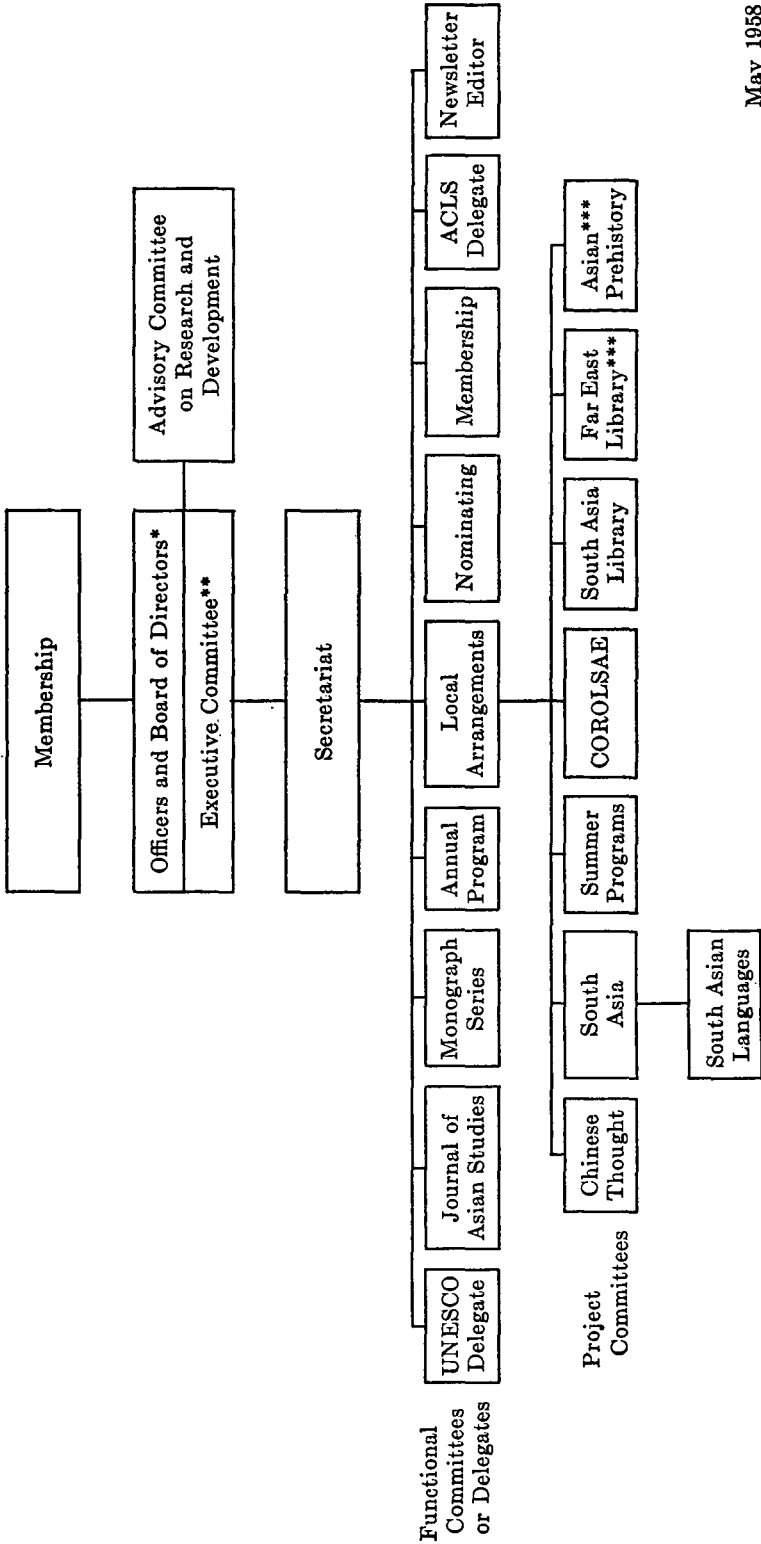 Membership
Officers and Board of Directors*
Executive Committee**
Advisory Committee
on Research and
Development
Secretariat
Functional
Committees
or Delegates
UNESCO
Delegate
Journal of
Asian Studies
Monograph
Series
Annual
Program
Local
Arrangements
Nominating
Membership
ACLS
Delegate
Newsletter
Editor
Project
Committees
Chinese
Thought
South
Asia
Summer
Programs
COROLSAE
South Asia
Library
Far East
Library***
Asian***
Prehistory
South Asian
Languages
May 1958